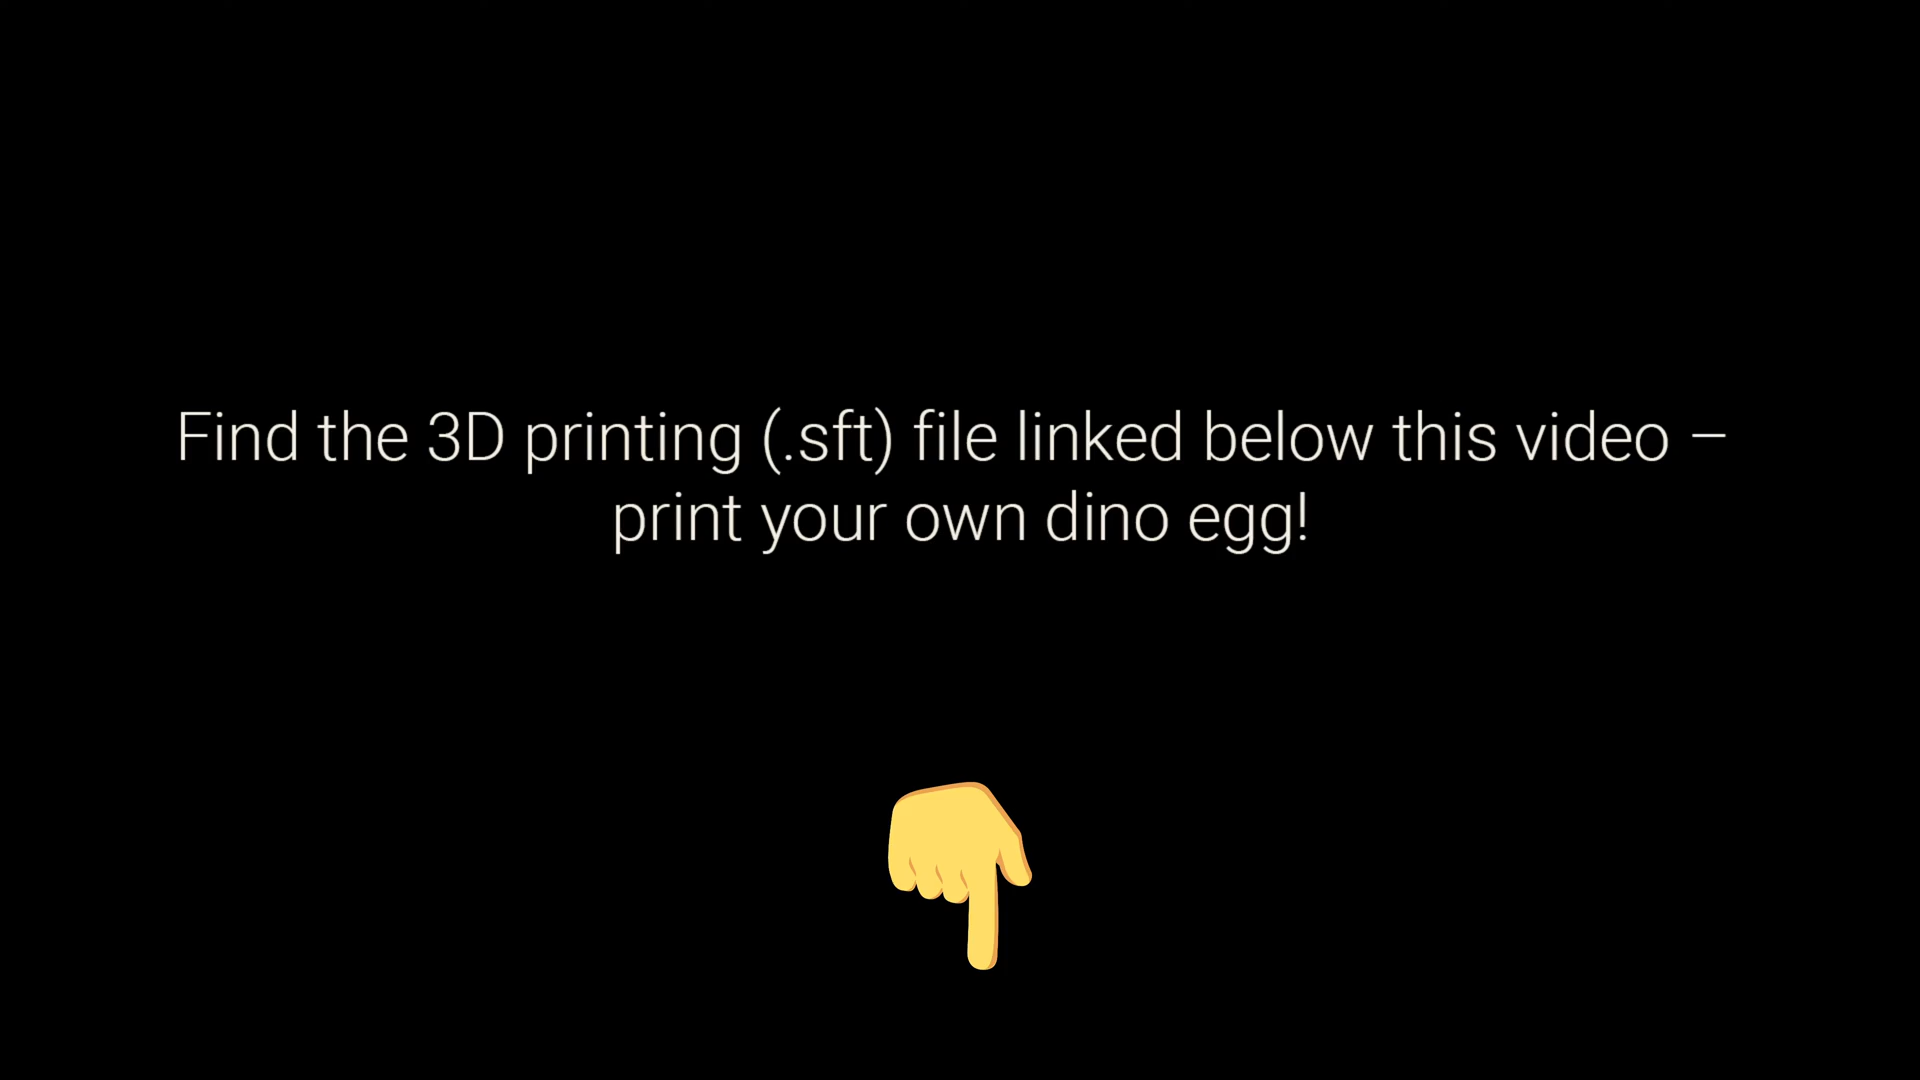 Find the 3D printing (.sft) file linked below this video –
print your own dino egg!